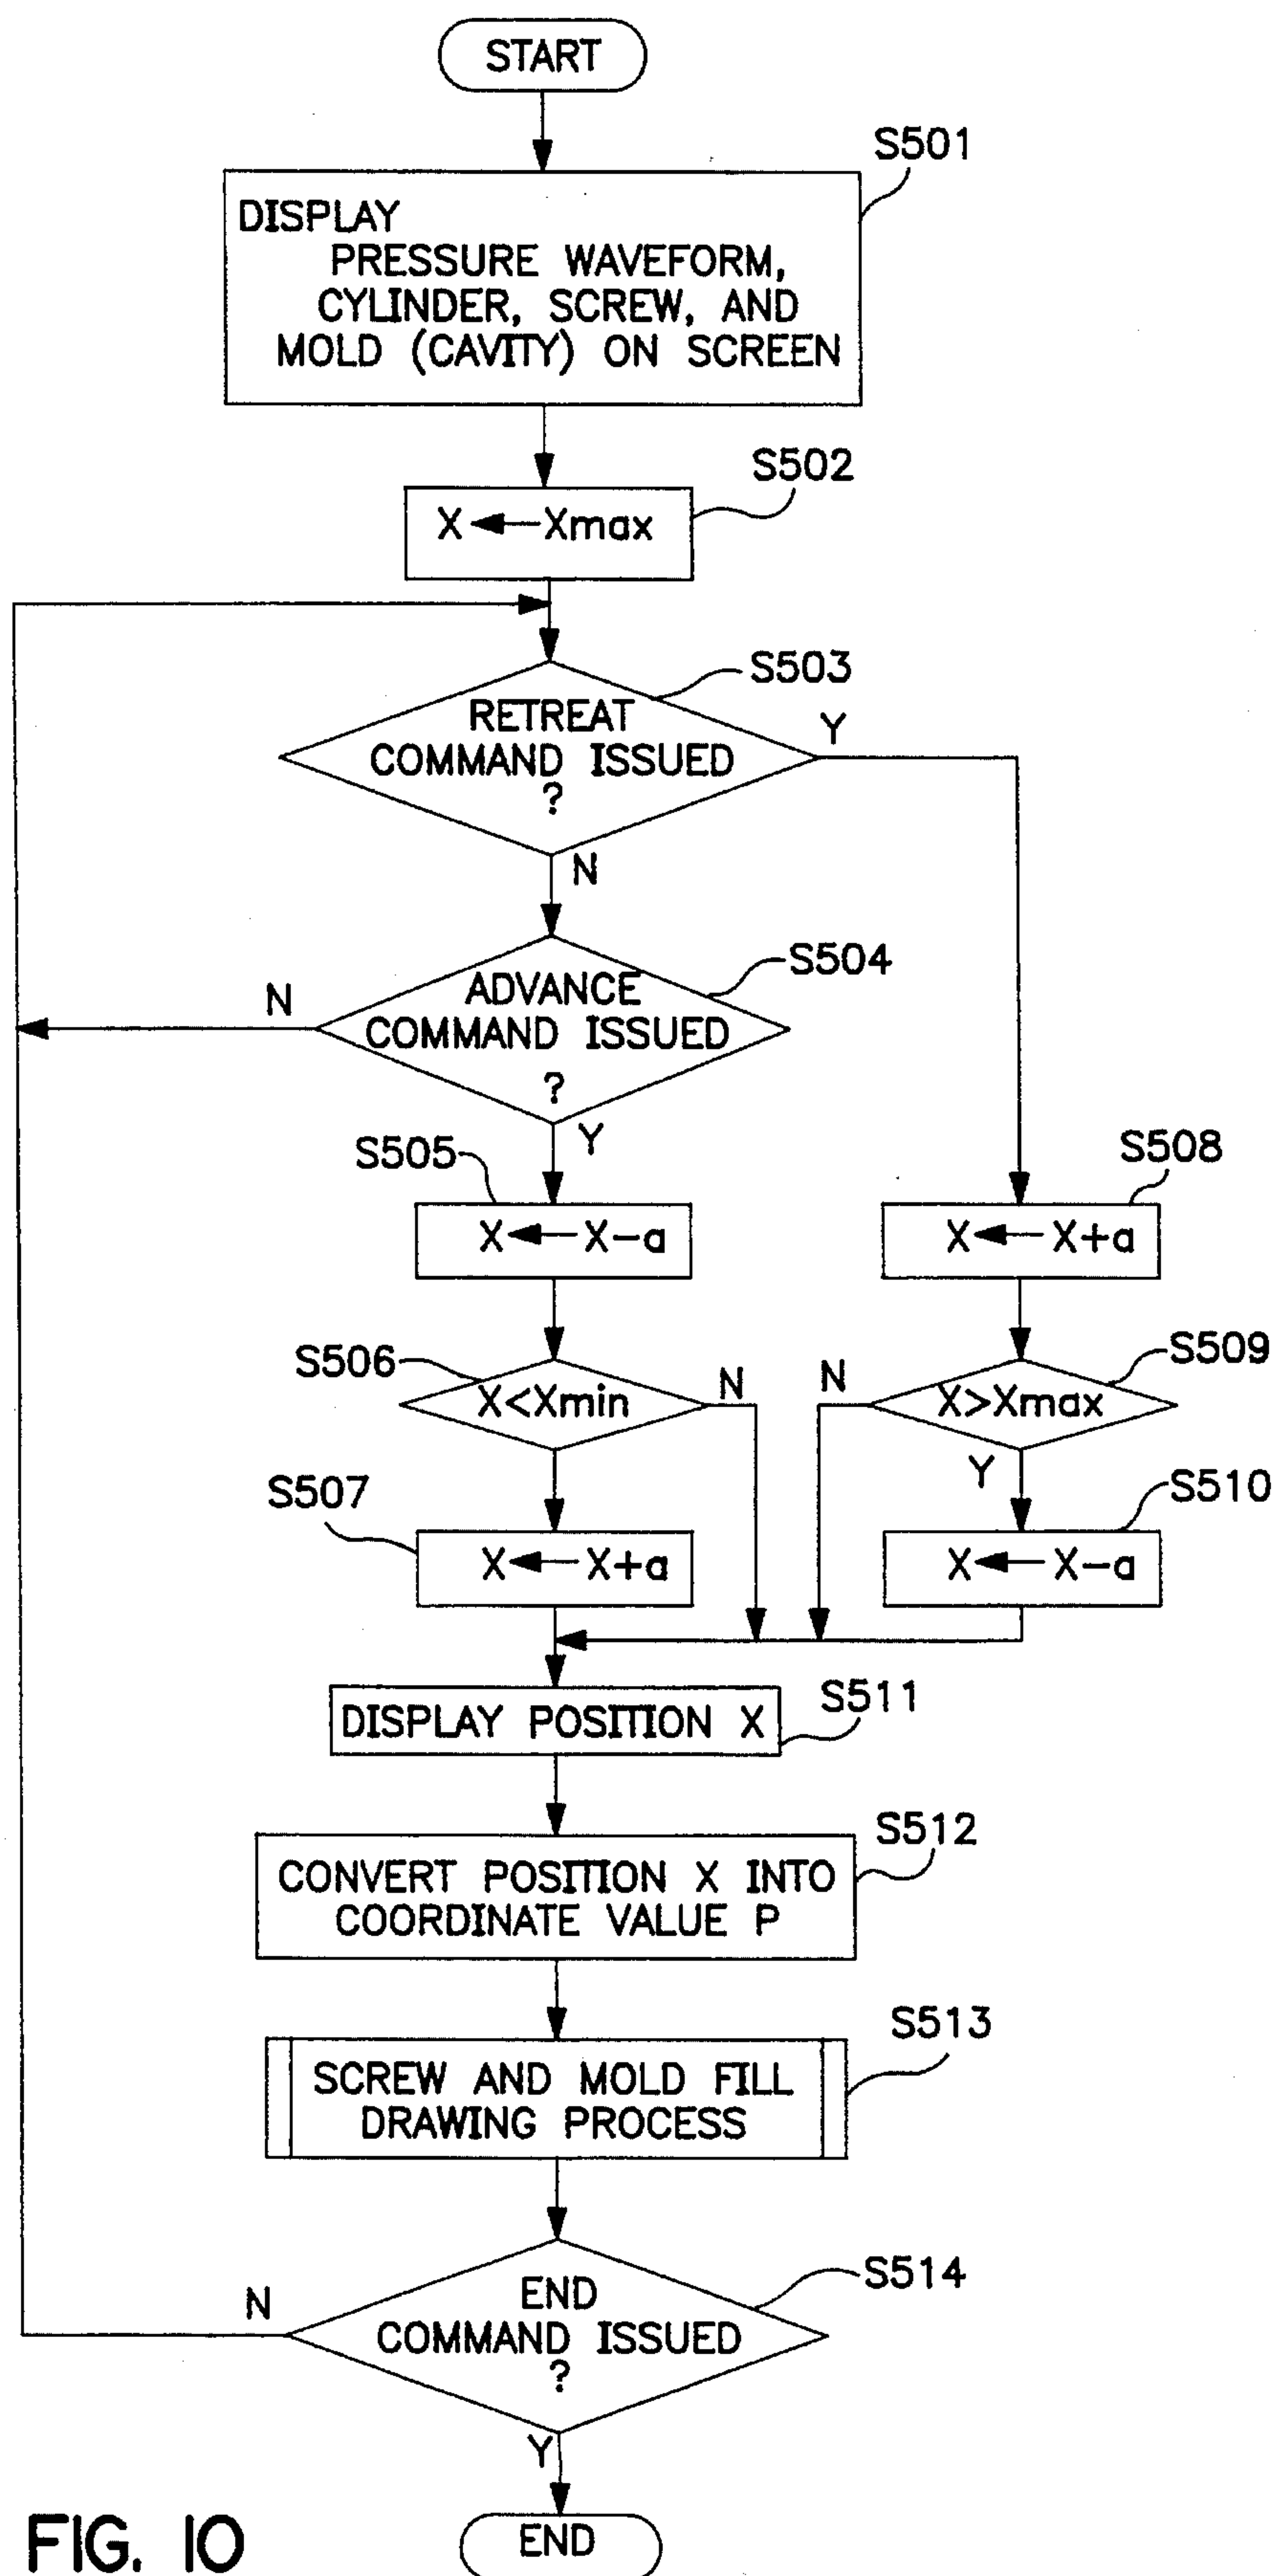 START
S501
DISPLAY
PRESSURE WAVEFORM,
CYLINDER, SCREW, AND
MOLD (CAVITY) ON SCREEN
S502
X ← Xmax
S503
RETREAT
COMMAND ISSUED
?
Y
N
S504
ADVANCE
COMMAND ISSUED
?
N
Y
S505
X ← X-a
S508
X ← X+a
S506
X<Xmin
N
S509
X>Xmax
N
Y
S507
X ← X+a
S510
X ← X-a
S511
DISPLAY POSITION X
S512
CONVERT POSITION X INTO
COORDINATE VALUE P
S513
SCREW AND MOLD FILL
DRAWING PROCESS
S514
END
COMMAND ISSUED
?
N
Y
END
FIG. 10